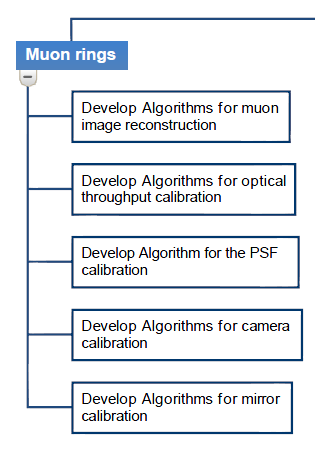 Muon rings
Develop Algorithms for muon
image reconstruction
Develop Algorithms for optical
throughput calibration
Develop Algorithm for the PSF
calibration
Develop Algorithms for camera
calibration
Develop Algorithms for mirror
calibration